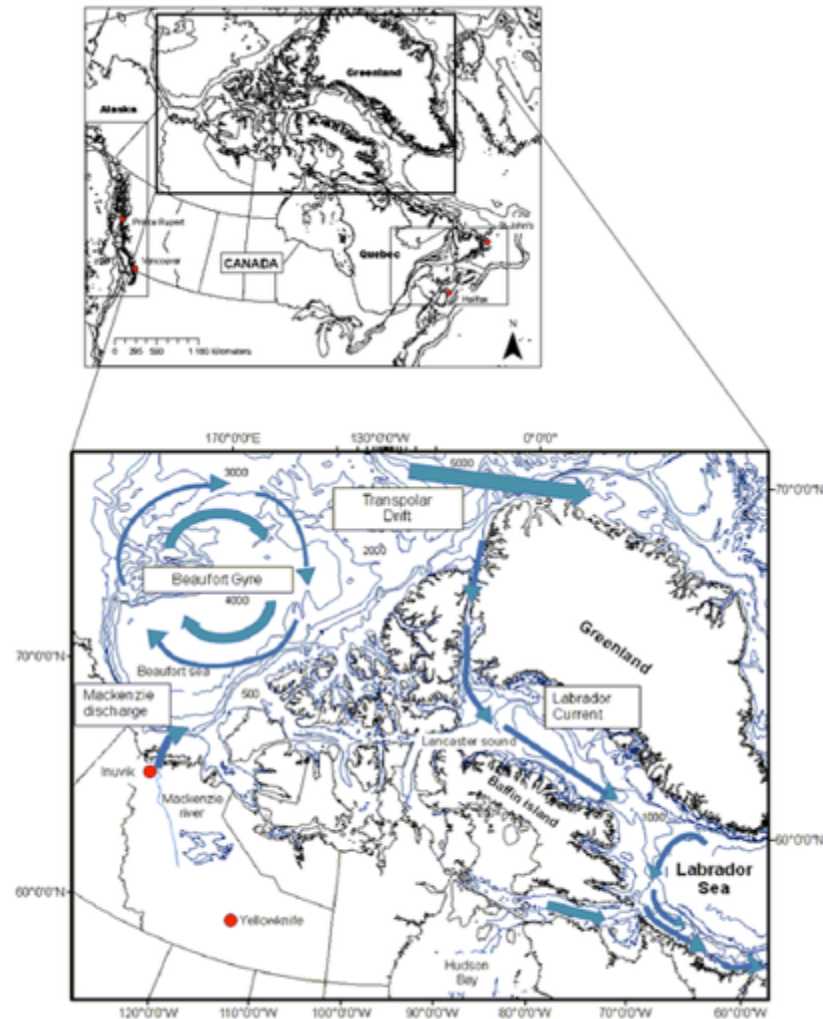 Greenland
Alaska
Prince Rupert
Vancouver
CANADA
Quebec
St John's
Halifax
N
0 295 590 1 180 Kilometers
170°0'0"E
130°0'0"W
0°0'0"
3000
5000
70°0'0"N
Transpolar
Drift
2000
Beaufort Gyre
4000
Greenland
70°0'0"N
Beaufort sea
Mackenzie
discharge
500
Labrador
Current
Lancaster sound
Inuvik
Baffin island
Mackenzie
river
1000
60°0'0"N
Labrador
Sea
60°0'0"N
Yellowknife
Hudson
Bay
120°0'0"W
110°0'0"W
100°0'0"W
90°0'0"W
80°0'0"W
70°0'0"W
60°0'0"W